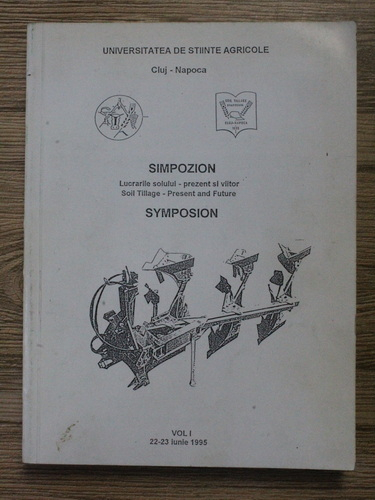 UNIVERSITATEA DE STIINTE AGRICOLE
Cluj - Napoca
SIMPOZION
Lucrarile solului - prezent si viitor
Soil Tillage - Present and Future
SYMPOSION
VOL I
22-23 iunie 1995